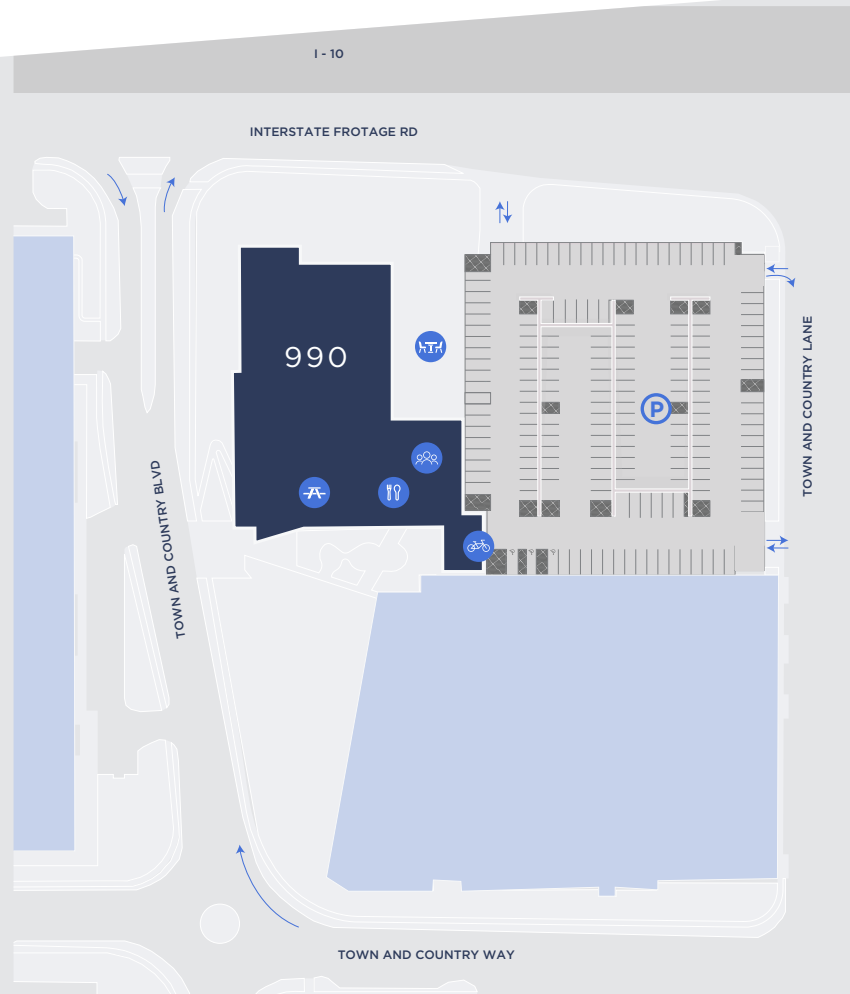 I - 10
INTERSTATE FROTAGE RD
990
P
TOWN AND COUNTRY LANE
TOWN AND COUNTRY BLVD
TOWN AND COUNTRY WAY